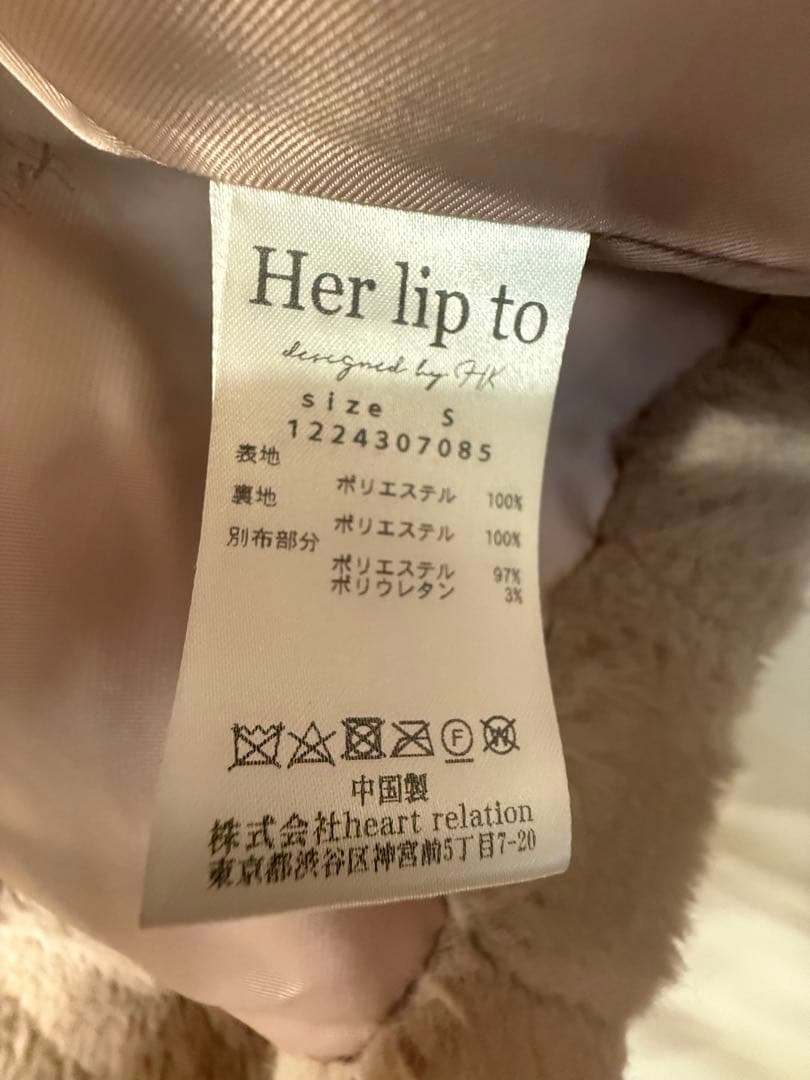 Her lip to
designed by HK
size S
1224307085
表地 ポリエステル 100%
裏地 ポリエステル 100%
別布部分 ポリエステル 97%
ポリウレタン 3%
F W
中国製
株式会社heart relation
東京都渋谷区神宮前5丁目7-20